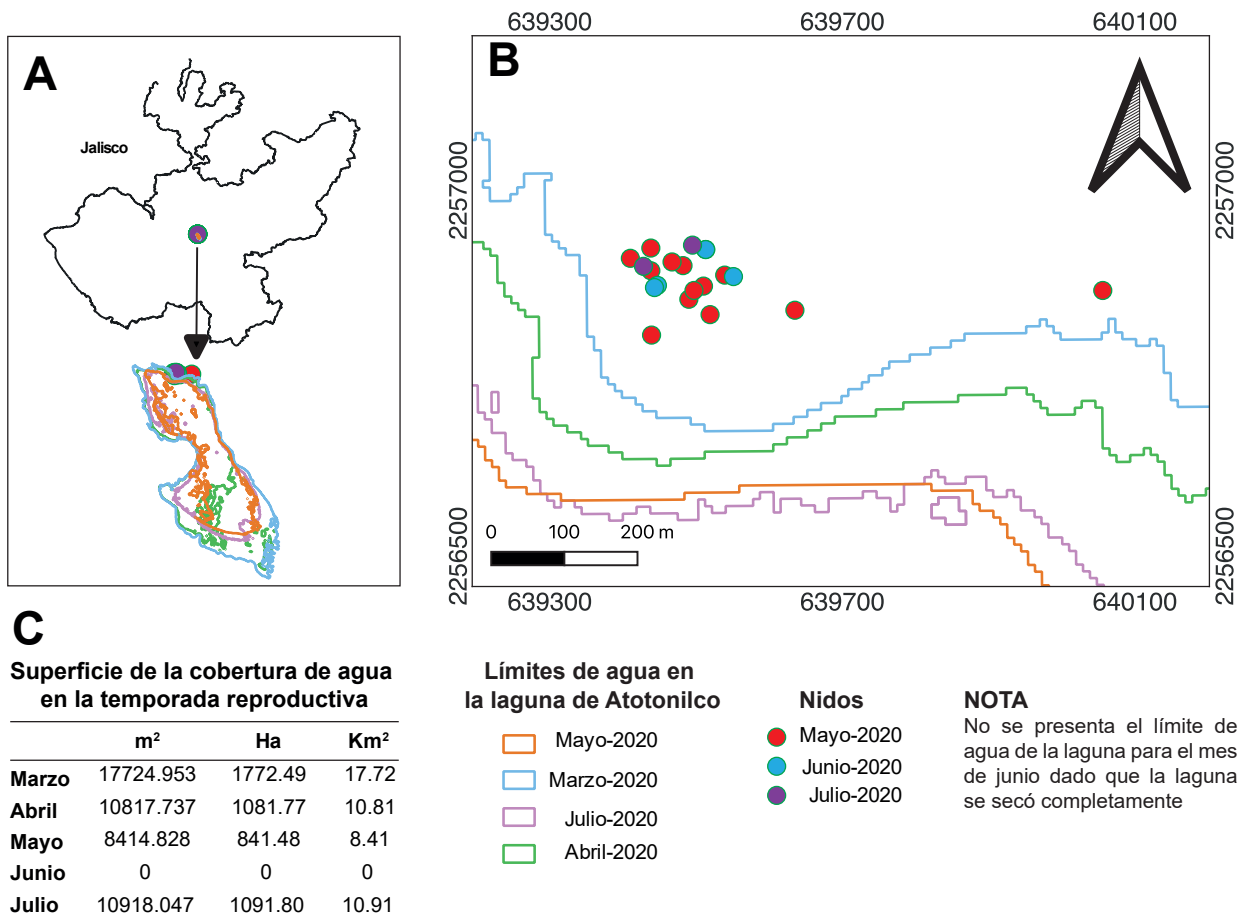 A
Jalisco
B
639300 639700 640100
2257000 2257000
2256500 2256500
0 100 200 m
639300 639700 640100
C
Superficie de la cobertura de agua
en la temporada reproductiva
m² Ha Km²
Marzo 17724.953 1772.49 17.72
Abril 10817.737 1081.77 10.81
Mayo 8414.828 841.48 8.41
Junio 0 0 0
Julio 10918.047 1091.80 10.91
Límites de agua en
la laguna de Atotonilco
Mayo-2020
Marzo-2020
Julio-2020
Abril-2020
Nidos
Mayo-2020
Junio-2020
Julio-2020
NOTA
No se presenta el límite de
agua de la laguna para el mes
de junio dado que la laguna
se secó completamente